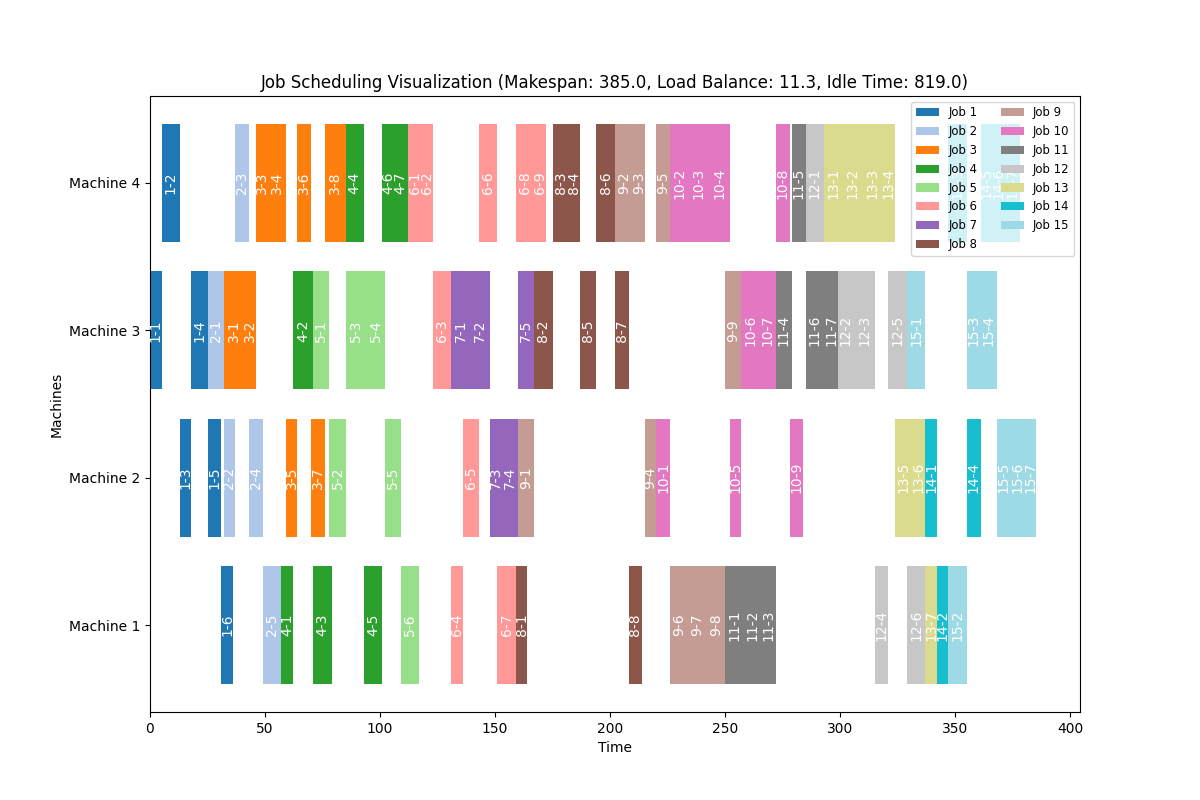 Job Scheduling Visualization (Makespan: 385.0, Load Balance: 11.3, Idle Time: 819.0)
Machine 4
1-2 2-3 3-3 3-4 3-6 3-8 4-4 4-6 4-7 6-1 6-2 6-6 6-8 6-9 8-3 8-4 8-6 9-2 9-3 9-5 10-2 10-3 10-4 10-8 11-5 12-1 13-1 13-2 13-3 13-4
Job 1 Job 9
Job 2 Job 10
Job 3 Job 11
Job 4 Job 12
Job 5 Job 13
Job 6 Job 14
Job 7 Job 15
Job 8
Machine 3
1-1 1-4 2-1 3-1 3-2 4-2 5-1 5-3 5-4 6-3 7-1 7-2 7-5 8-2 8-5 8-7 9-9 10-6 10-7 11-4 11-6 11-7 12-2 12-3 12-5 15-1 15-3 15-4
Machines
Machine 2
1-3 1-5 2-2 2-4 3-5 3-7 5-2 5-5 6-5 7-3 7-4 9-1 9-4 10-1 10-5 10-9 13-5 13-6 14-1 14-4 15-5 15-6 15-7
Machine 1
1-6 2-5 4-1 4-3 4-5 5-6 6-4 6-7 8-1 8-8 9-6 9-7 9-8 11-1 11-2 11-3 12-4 12-6 13-7 14-2 15-2
0 50 100 150 200 250 300 350 400
Time